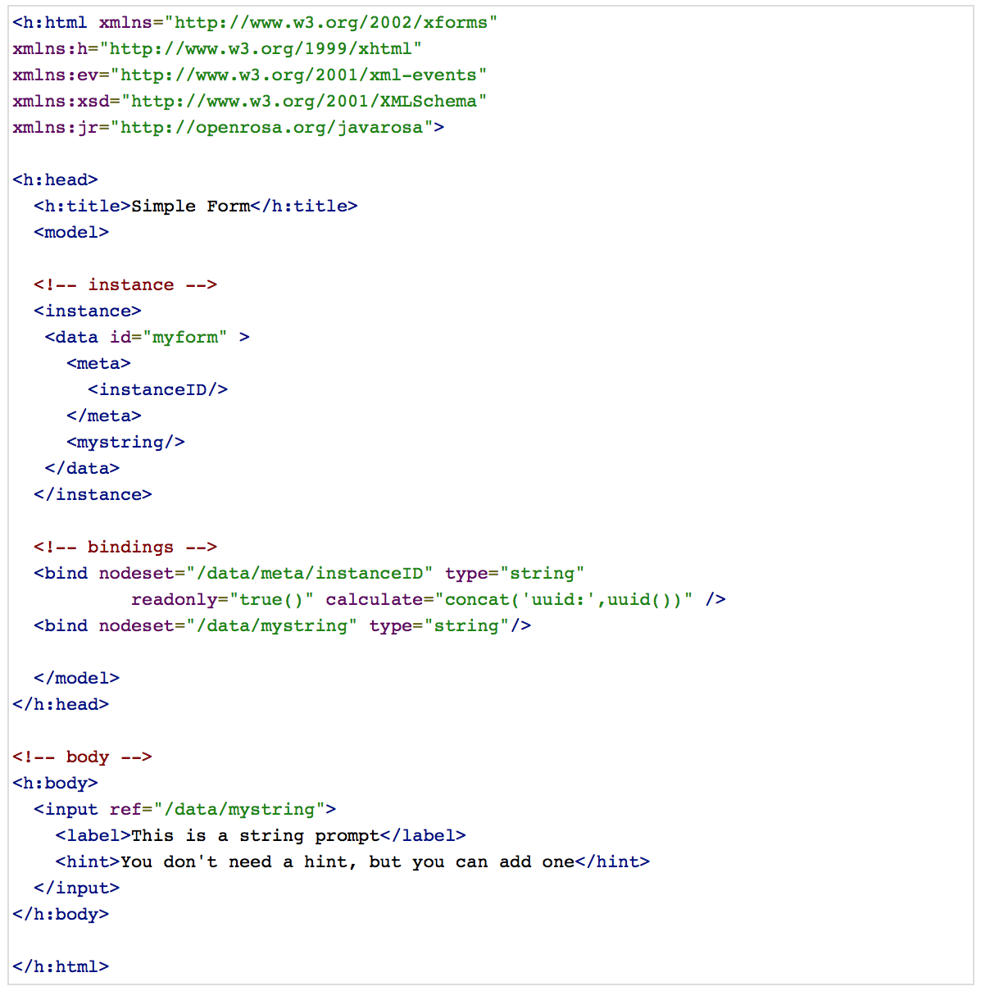 <h:html xmlns="http://www.w3.org/2002/xforms"
xmlns:h="http://www.w3.org/1999/xhtml"
xmlns:ev="http://www.w3.org/2001/xml-events"
xmlns:xsd="http://www.w3.org/2001/XMLSchema"
xmlns:jr="http://openrosa.org/javarosa">

<h:head>
  <h:title>Simple Form</h:title>
  <model>

  <!-- instance -->
  <instance>
   <data id="myform" >
     <meta>
       <instanceID/>
     </meta>
     <mystring/>
   </data>
  </instance>

  <!-- bindings -->
  <bind nodeset="/data/meta/instanceID" type="string"
           readonly="true()" calculate="concat('uuid:',uuid())" />
  <bind nodeset="/data/mystring" type="string"/>

  </model>
</h:head>

<!-- body -->
<h:body>
  <input ref="/data/mystring">
    <label>This is a string prompt</label>
    <hint>You don't need a hint, but you can add one</hint>
  </input>
</h:body>

</h:html>